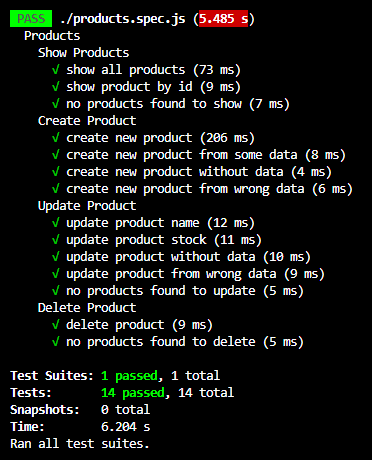 PASS ./products.spec.js (5.485 s)
Products
Show Products
√ show all products (73 ms)
√ show product by id (9 ms)
√ no products found to show (7 ms)
Create Product
√ create new product (206 ms)
√ create new product from some data (8 ms)
√ create new product without data (4 ms)
√ create new product from wrong data (6 ms)
Update Product
√ update product name (12 ms)
√ update product stock (11 ms)
√ update product without data (10 ms)
√ update product from wrong data (9 ms)
√ no products found to update (5 ms)
Delete Product
√ delete product (9 ms)
√ no products found to delete (5 ms)
Test Suites: 1 passed, 1 total
Tests: 14 passed, 14 total
Snapshots: 0 total
Time: 6.204 s
Ran all test suites.